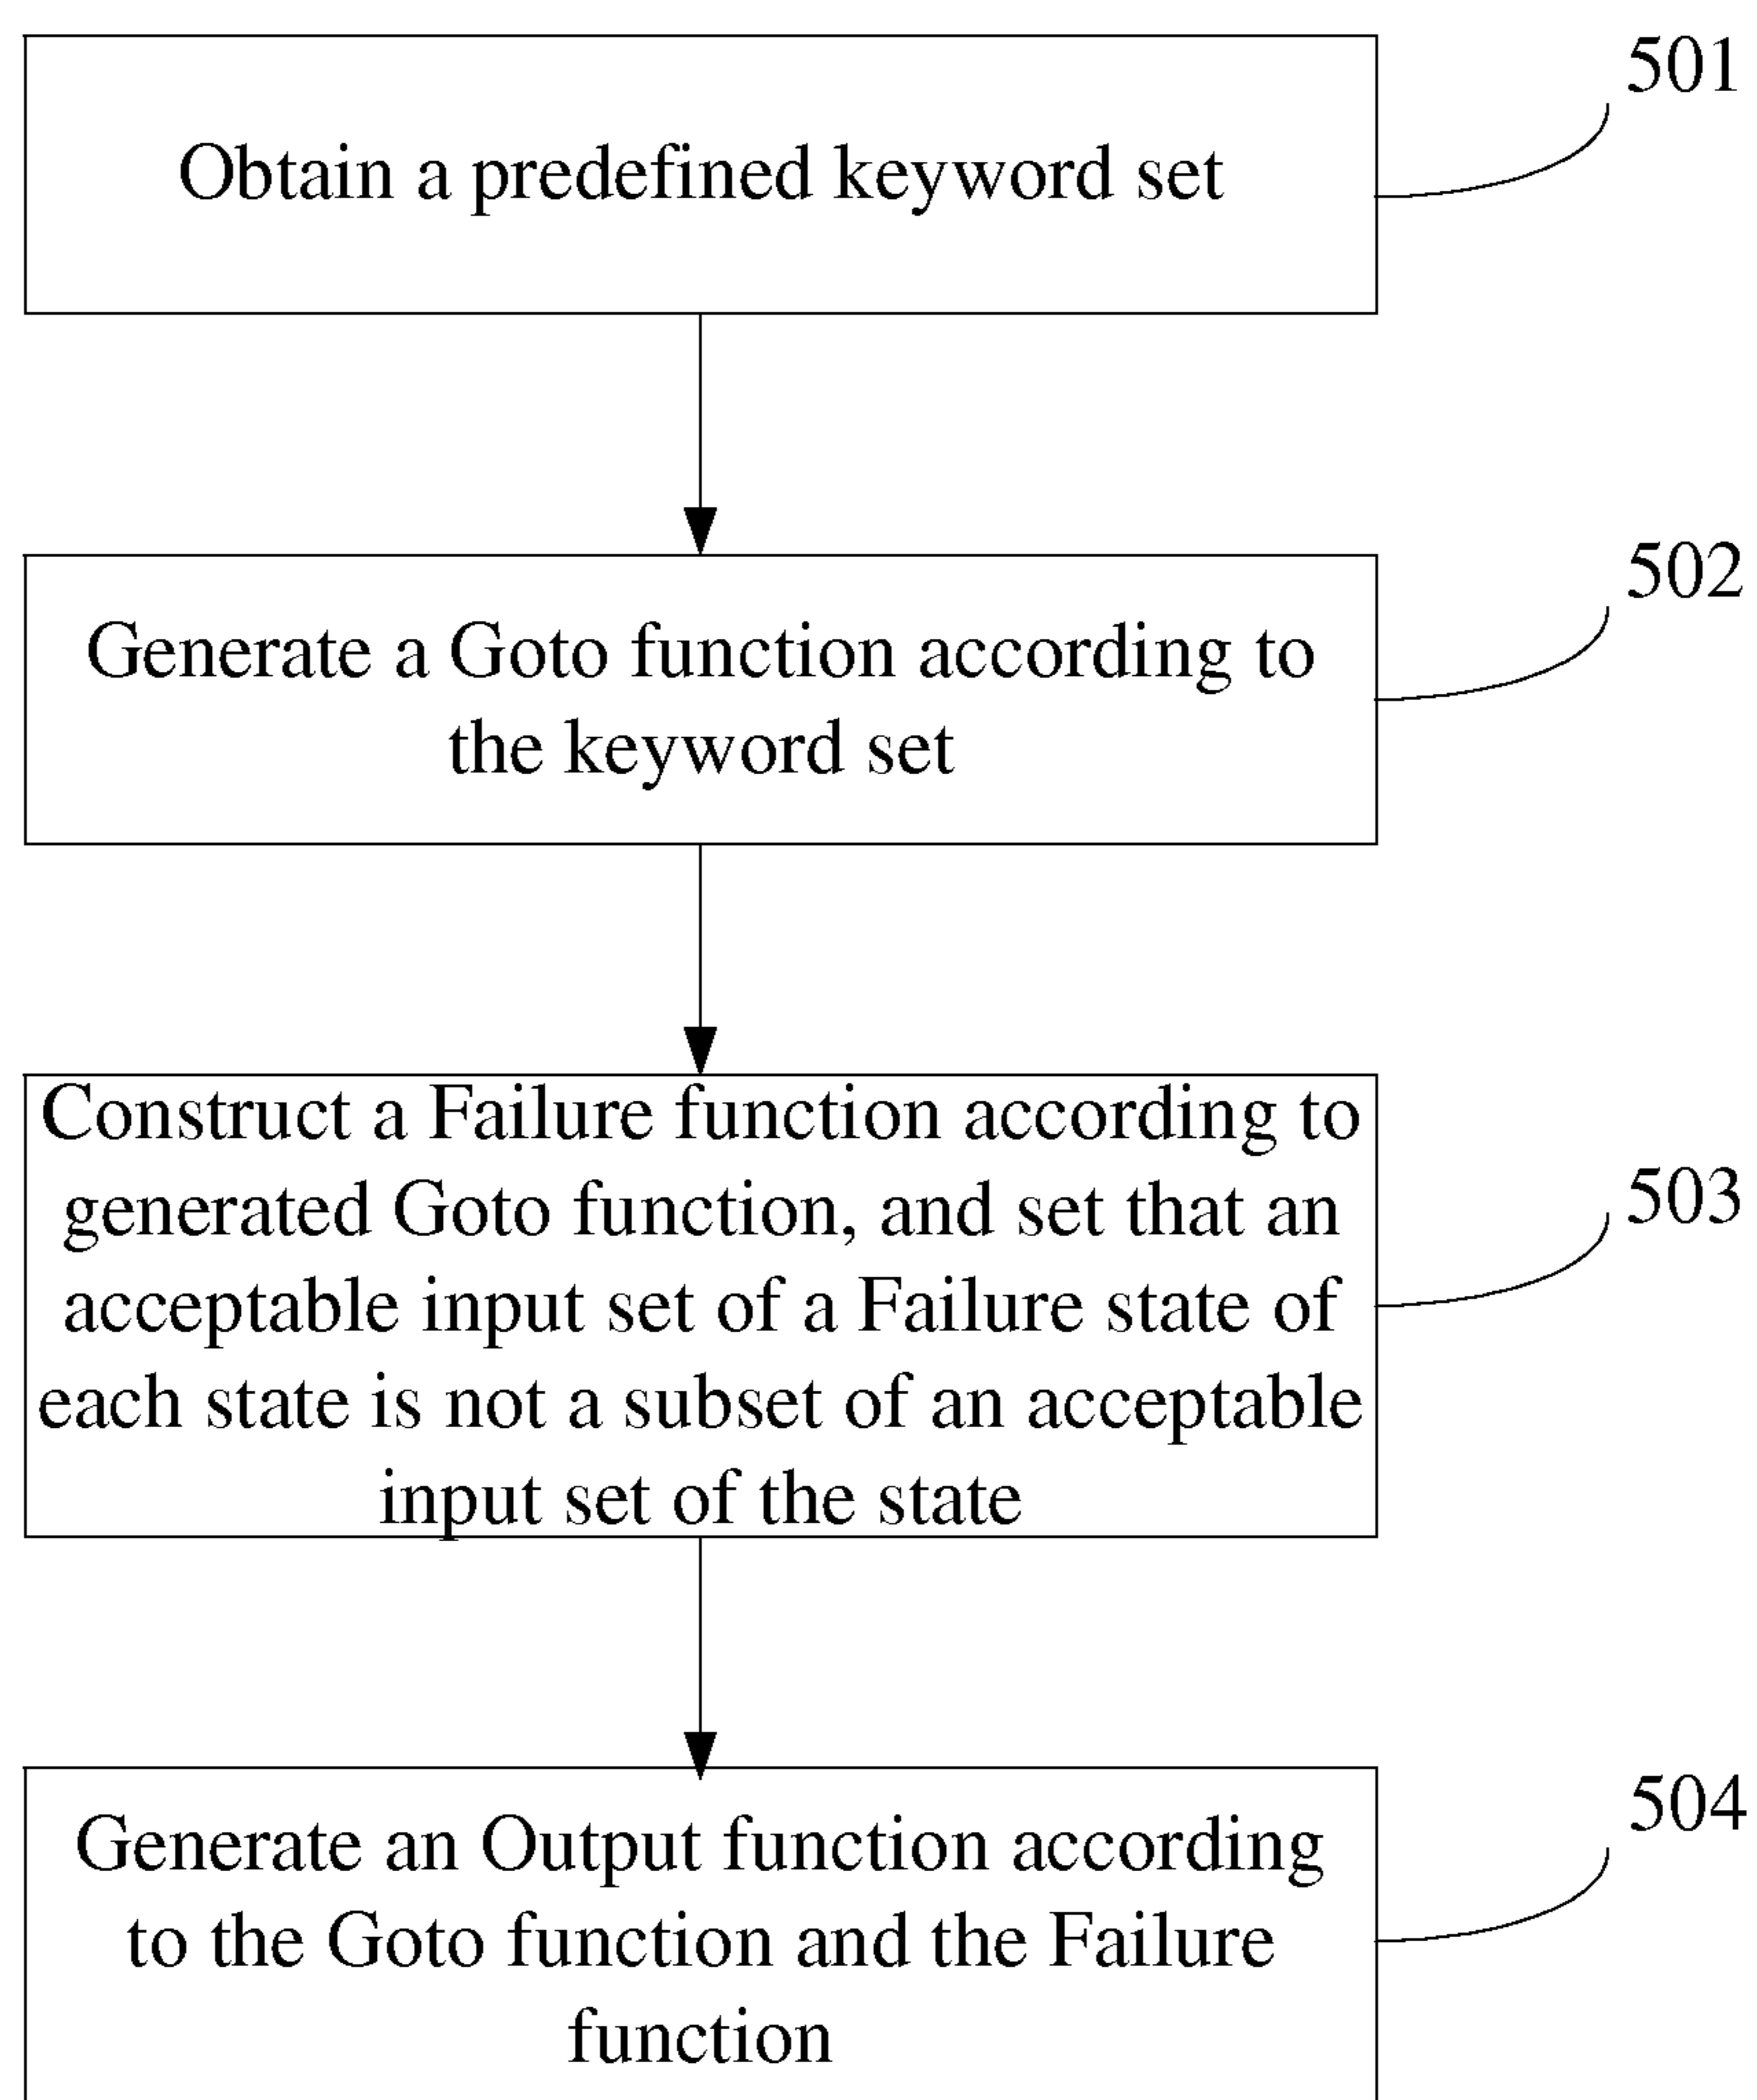 501
Obtain a predefined keyword set
502
Generate a Goto function according to
the keyword set
Construct a Failure function according to
generated Goto function, and set that an
503
acceptable input set of a Failure state of
each state is not a subset of an acceptable
input set of the state
504
Generate an Output function according
to the Goto function and the Failure
function